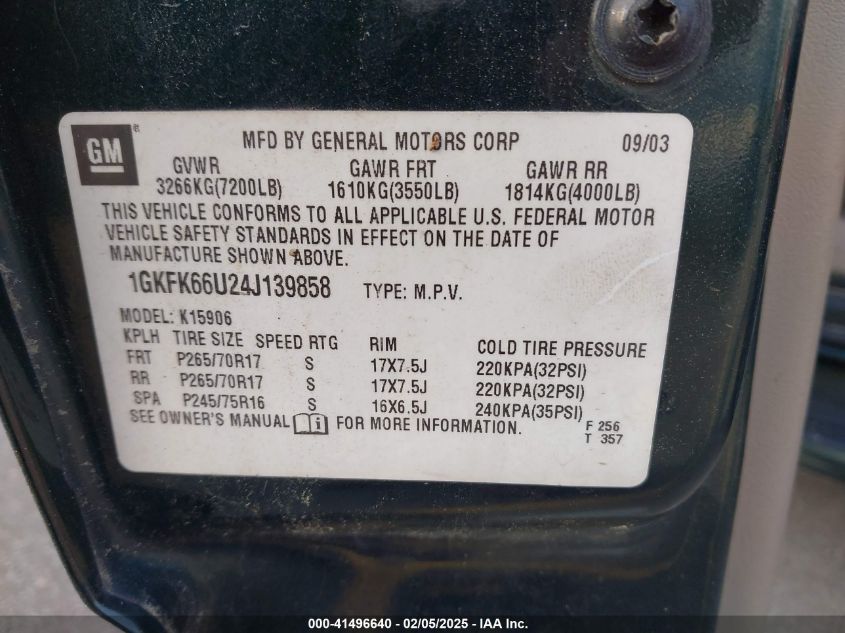 GM ®
MFD BY GENERAL MOTORS CORP 09/03
GVWR GAWR FRT GAWR RR
3266KG(7200LB) 1610KG(3550LB) 1814KG(4000LB)
THIS VEHICLE CONFORMS TO ALL APPLICABLE U.S. FEDERAL MOTOR
VEHICLE SAFETY STANDARDS IN EFFECT ON THE DATE OF
MANUFACTURE SHOWN ABOVE.
1GKFK66U24J139858 TYPE: M.P.V.
MODEL: K15906
KPLH TIRE SIZE SPEED RTG RIM COLD TIRE PRESSURE
FRT P265/70R17 S 17X7.5J 220KPA(32PSI)
RR P265/70R17 S 17X7.5J 220KPA(32PSI)
SPA P245/75R16 S 16X6.5J 240KPA(35PSI)
SEE OWNER'S MANUAL i FOR MORE INFORMATION. F 256
T 357
000-41496640 - 02/05/2025 - IAA Inc.